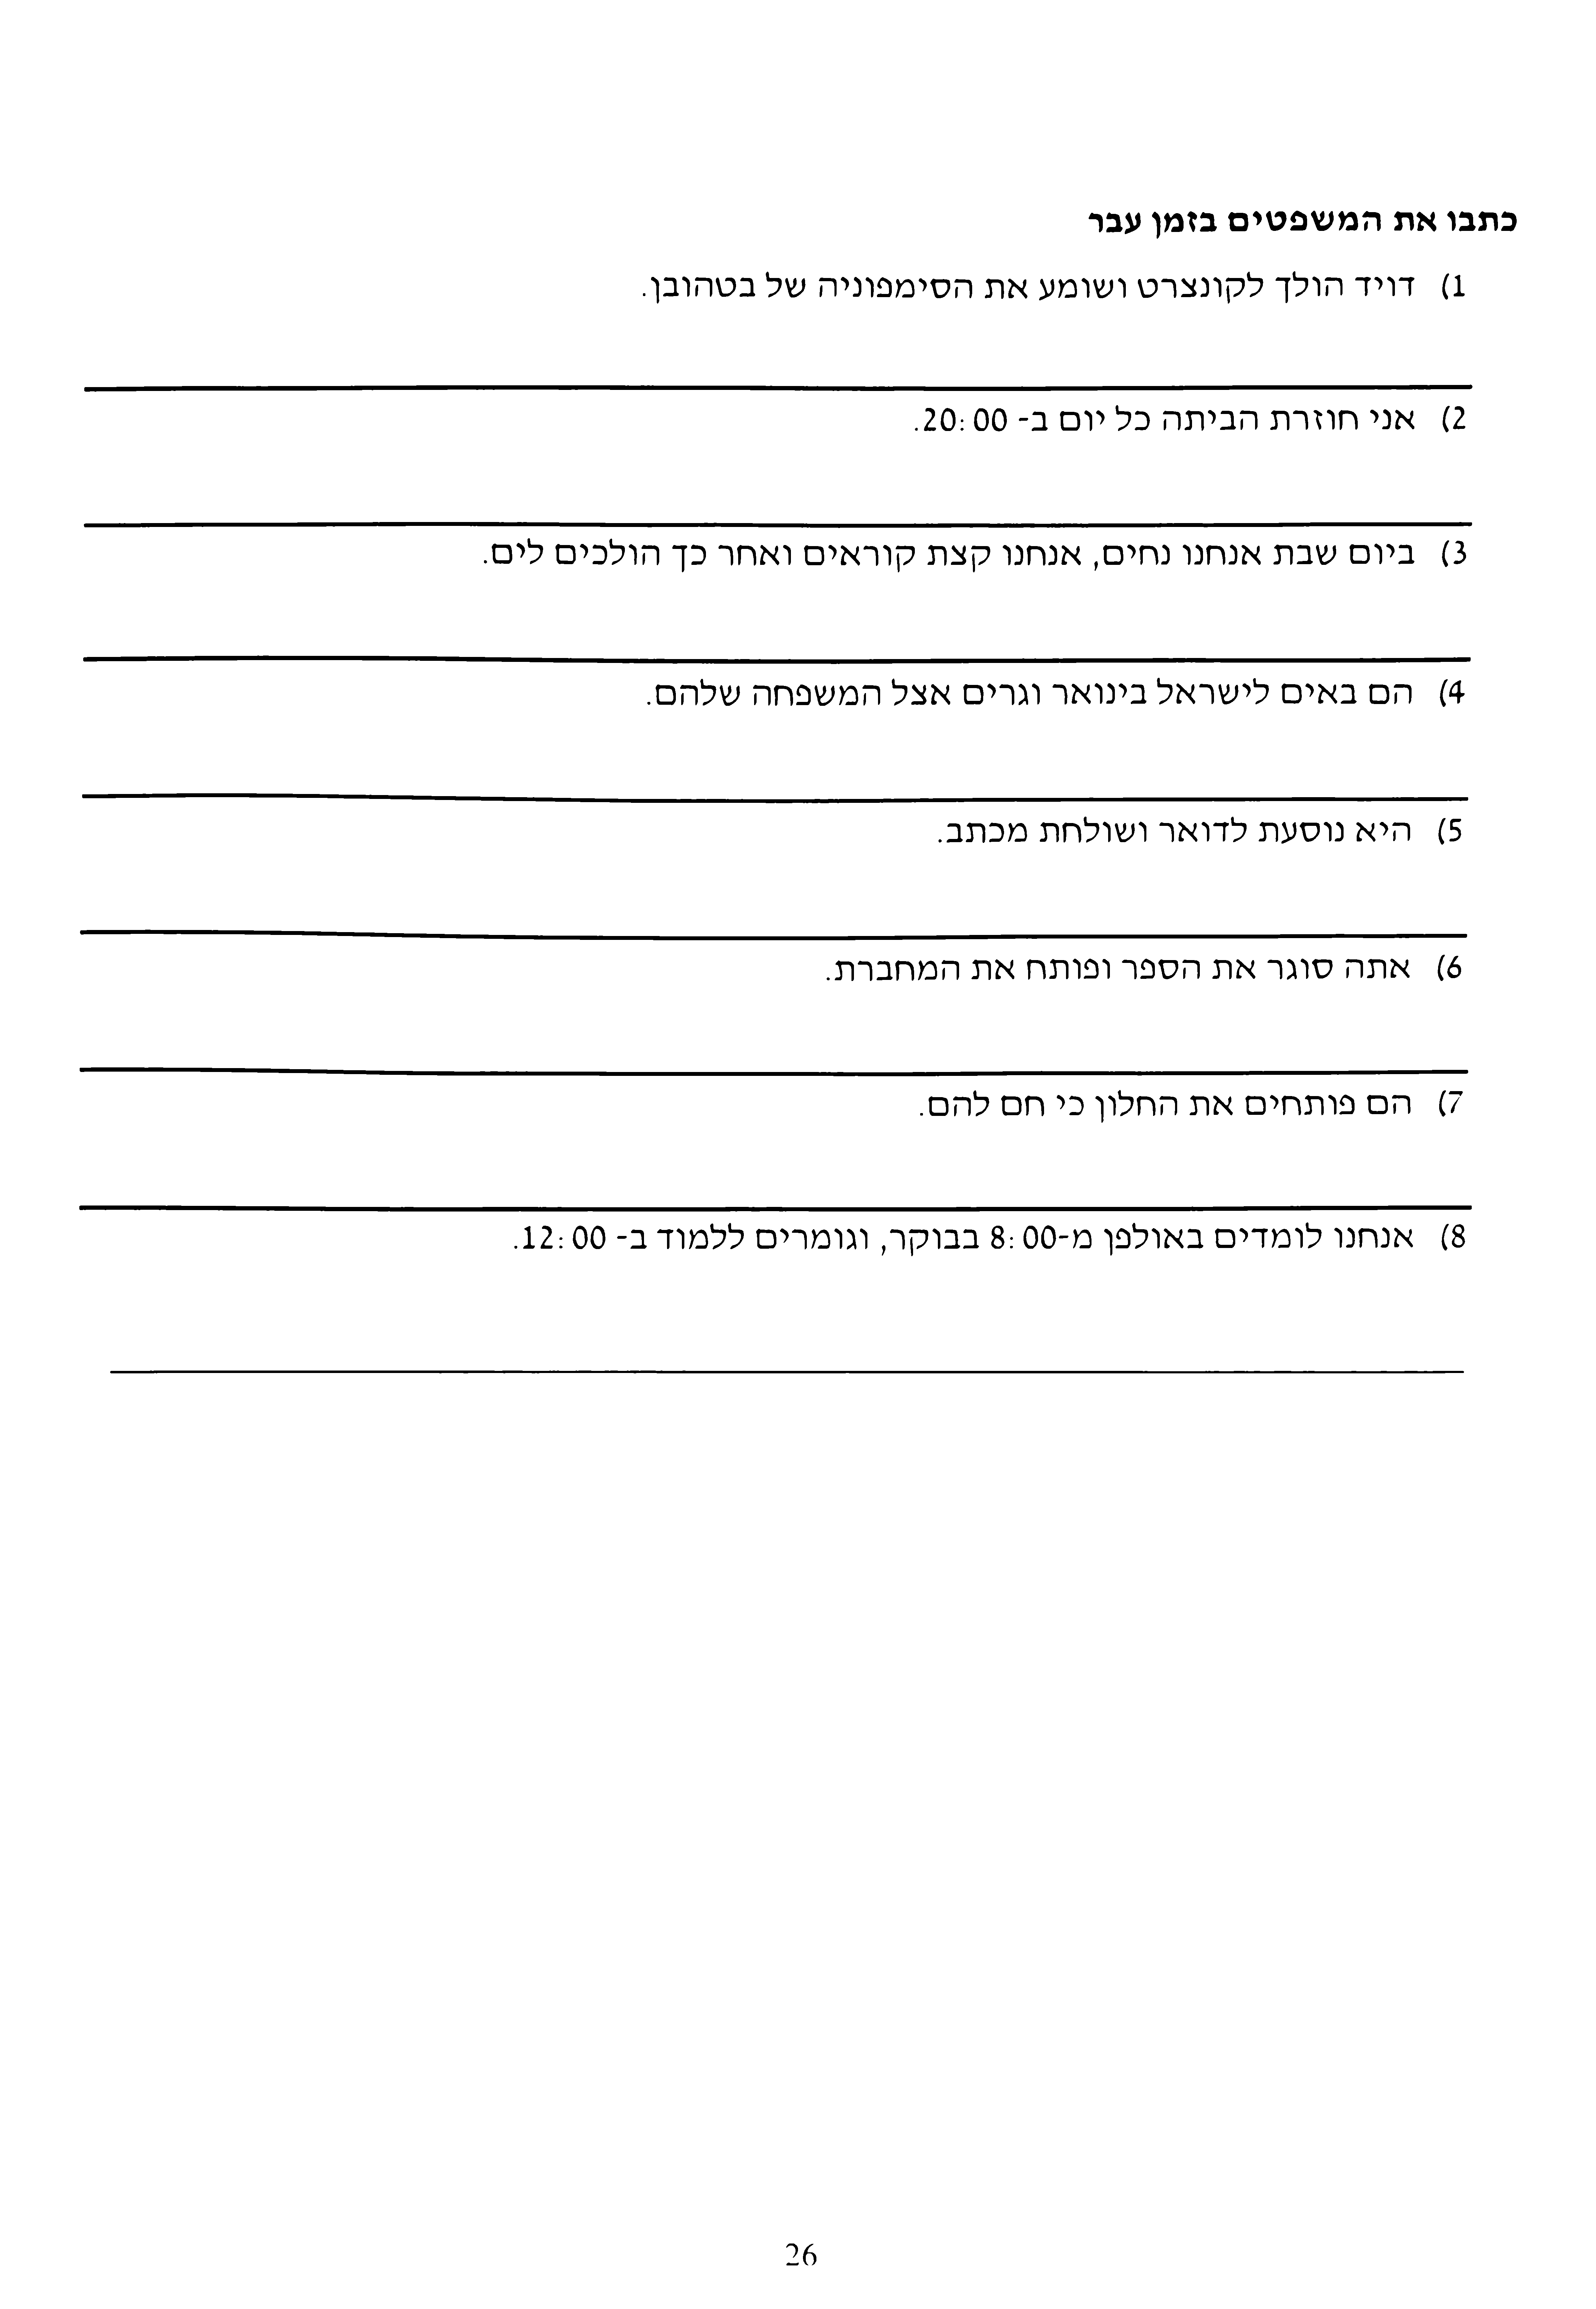 כתבו את המשפטים בזמן עבר
1) דויד הולך לקונצרט ושומע את הסימפוניה של בטהובן.
2) אני חוזרת הביתה כל יום ב- 20:00.
3) ביום שבת אנחנו נחים, אנחנו קצת קוראים ואחר כך הולכים לים.
4) הם באים לישראל בינואר וגרים אצל המשפחה שלהם.
5) היא נוסעת לדואר ושולחת מכתב.
6) אתה סוגר את הספר ופותח את המחברת.
7) הם פותחים את החלון כי חם להם.
8) אנחנו לומדים באולפן מ-8:00 בבוקר, וגומרים ללמוד ב- 12:00.
26